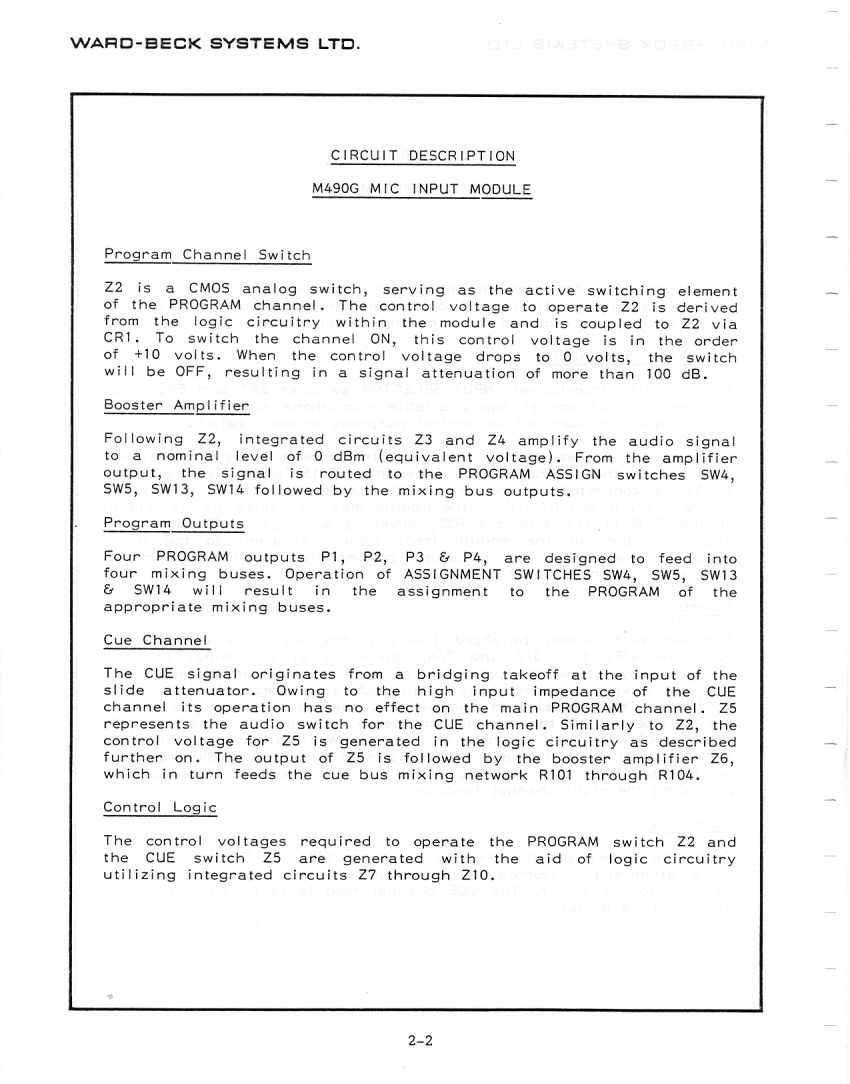 WARD-BECK SYSTEMS LTD.
CIRCUIT DESCRIPTION
M490G MIC INPUT MODULE
Program Channel Switch
Z2 is a CMOS analog switch, serving as the active switching element
of the PROGRAM channel. The control voltage to operate Z2 is derived
from the logic circuitry within the module and is coupled to Z2 via
CR1. To switch the channel ON, this control voltage is in the order
of +10 volts. When the control voltage drops to 0 volts, the switch
will be OFF, resulting in a signal attenuation of more than 100 dB.
Booster Amplifier
Following Z2, integrated circuits Z3 and Z4 amplify the audio signal
to a nominal level of 0 dBm (equivalent voltage). From the amplifier
output, the signal is routed to the PROGRAM ASSIGN switches SW4,
SW5, SW13, SW14 followed by the mixing bus outputs.
Program Outputs
Four PROGRAM outputs P1, P2, P3 & P4, are designed to feed into
four mixing buses. Operation of ASSIGNMENT SWITCHES SW4, SW5, SW13
& SW14 will result in the assignment to the PROGRAM of the
appropriate mixing buses.
Cue Channel
The CUE signal originates from a bridging takeoff at the input of the
slide attenuator. Owing to the high input impedance of the CUE
channel its operation has no effect on the main PROGRAM channel. Z5
represents the audio switch for the CUE channel. Similarly to Z2, the
control voltage for Z5 is generated in the logic circuitry as described
further on. The output of Z5 is followed by the booster amplifier Z6,
which in turn feeds the cue bus mixing network R101 through R104.
Control Logic
The control voltages required to operate the PROGRAM switch Z2 and
the CUE switch Z5 are generated with the aid of logic circuitry
utilizing integrated circuits Z7 through Z10.
2-2